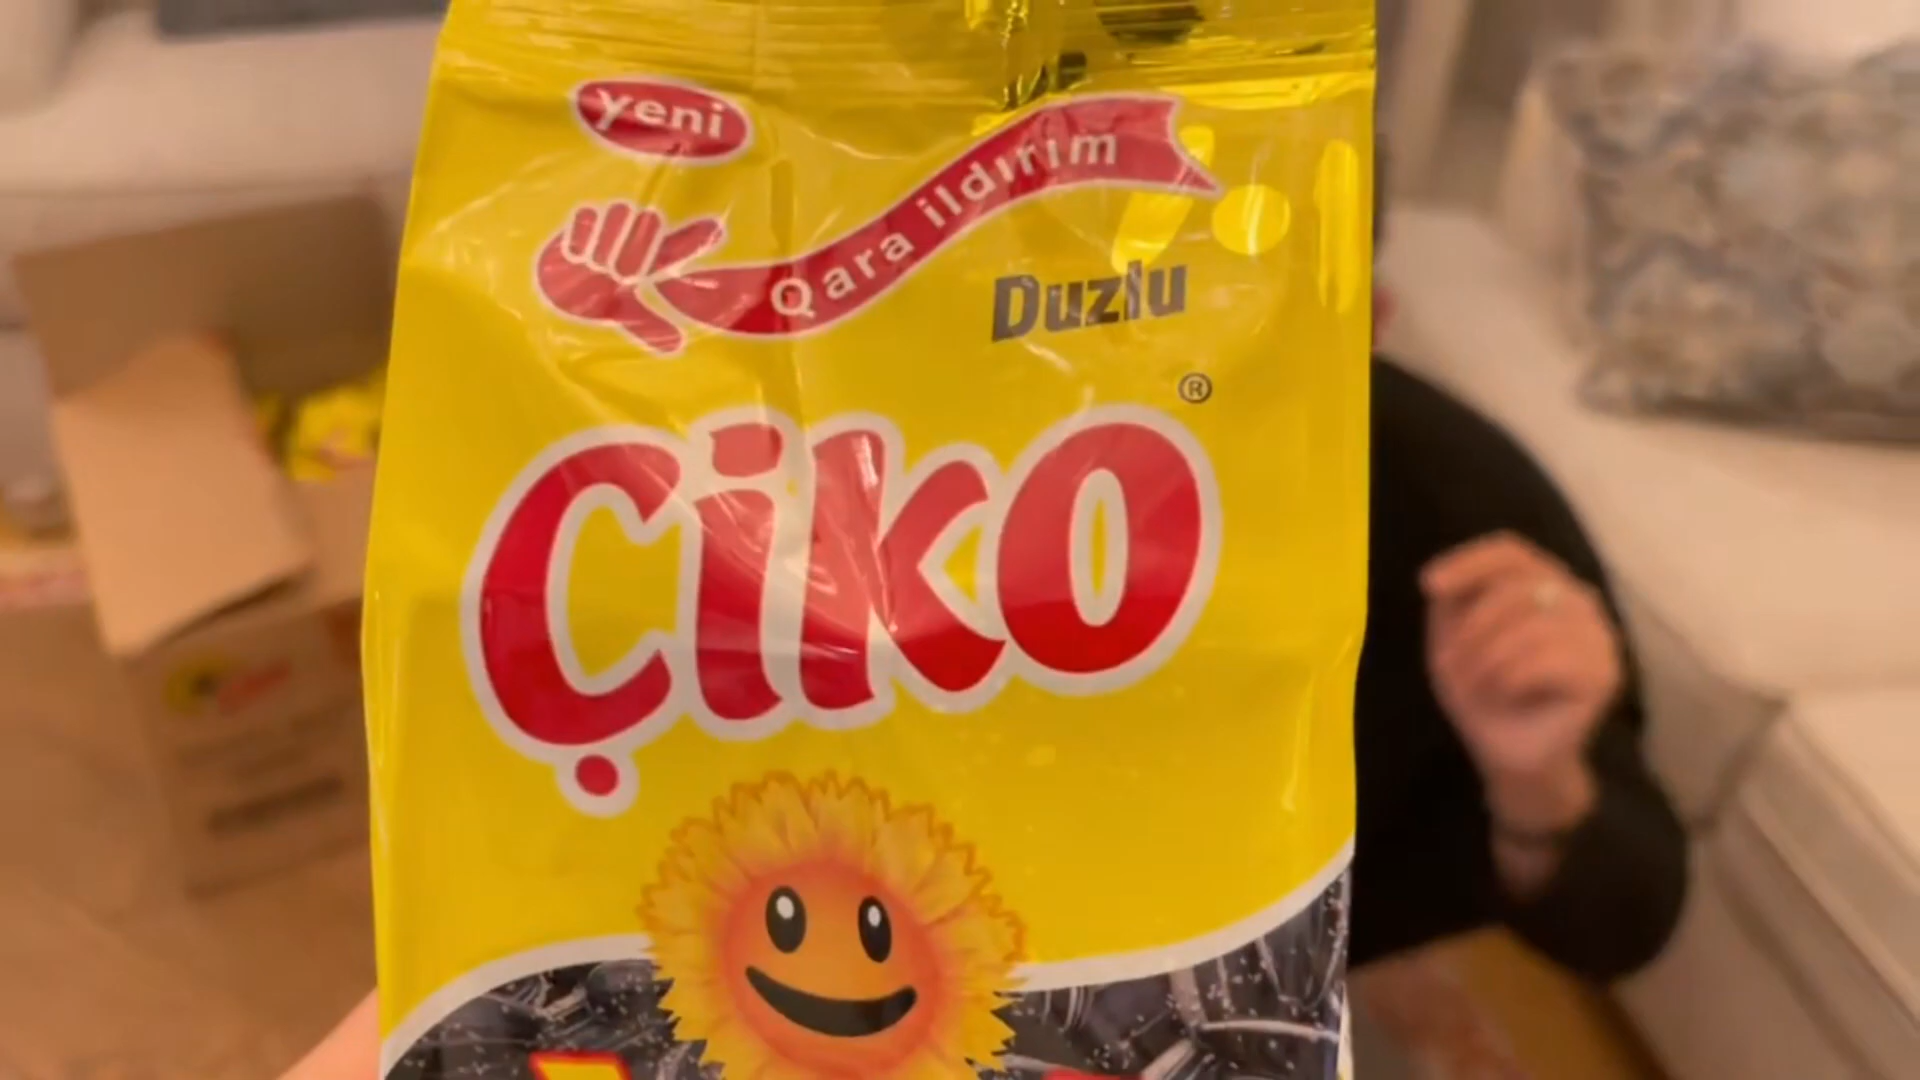 yeni
Qara ildırım
Duzlu
®
Çiko